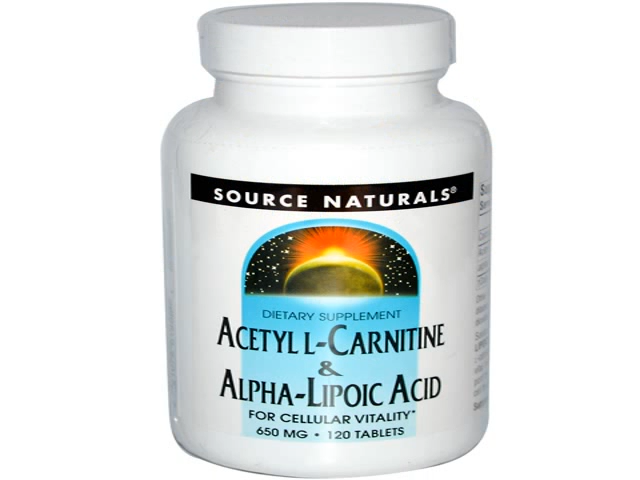 SOURCE NATURALS®
DIETARY SUPPLEMENT
ACETYL L-CARNITINE
&
ALPHA-LIPOIC ACID
FOR CELLULAR VITALITY*
650 MG • 120 TABLETS